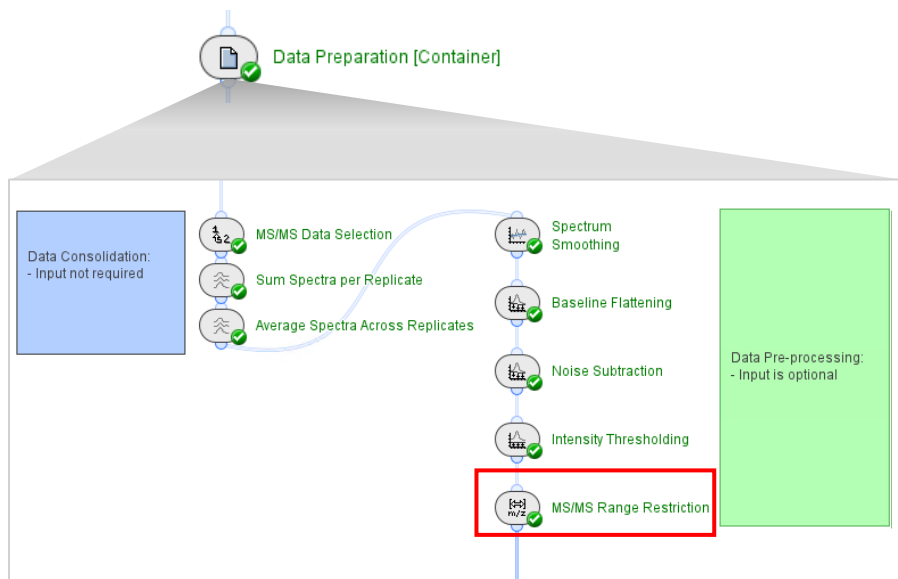 Data Preparation [Container]
Data Consolidation:
- Input not required
MS/MS Data Selection
Sum Spectra per Replicate
Average Spectra Across Replicates
Spectrum
Smoothing
Baseline Flattening
Noise Subtraction
Intensity Thresholding
[⇔]
m/z
MS/MS Range Restriction
Data Pre-processing:
- Input is optional